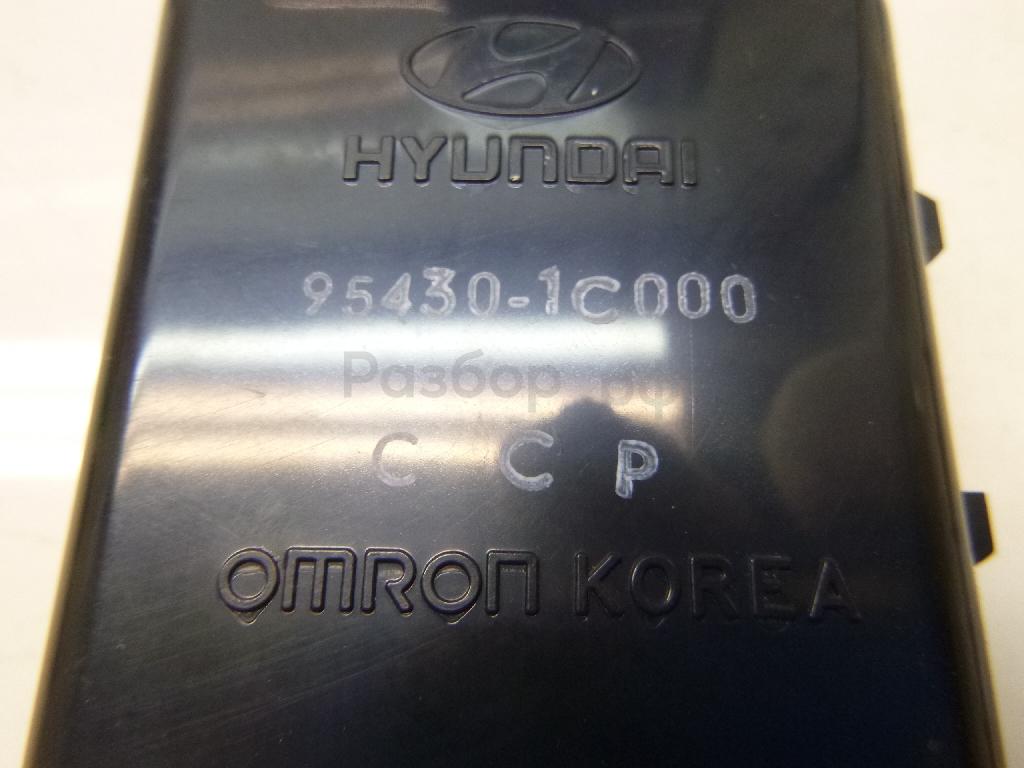 HYUNDAI
95430-1C000
Разбор.рф
C C P
OMRON KOREA